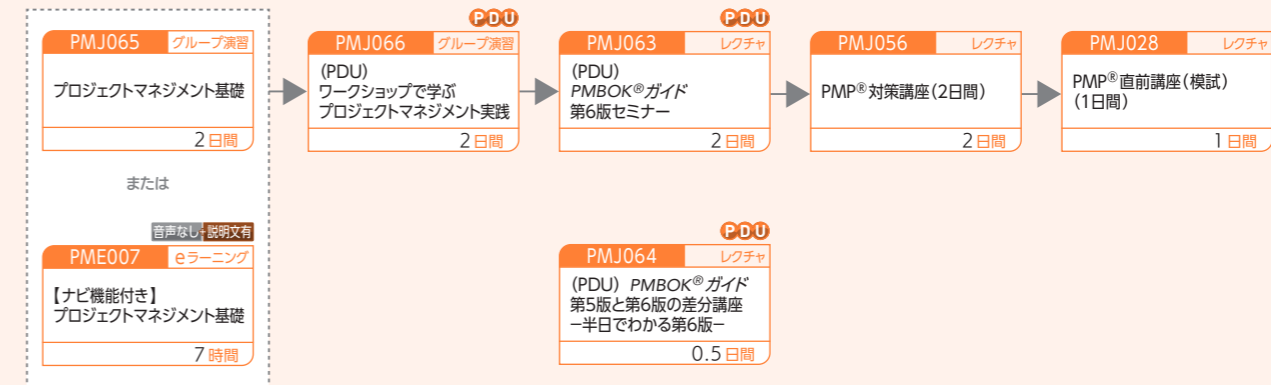 PMJ065 グループ演習
プロジェクトマネジメント基礎
2日間
または
音声なし+説明文有
PME007 eラーニング
【ナビ機能付き】
プロジェクトマネジメント基礎
7時間
PDU
PMJ066 グループ演習
(PDU)
ワークショップで学ぶ
プロジェクトマネジメント実践
2日間
PDU
PMJ063 レクチャ
(PDU)
PMBOK®ガイド
第6版セミナー
2日間
PMJ056 レクチャ
PMP®対策講座(2日間)
2日間
PMJ028 レクチャ
PMP®直前講座(模試)
(1日間)
1日間
PDU
PMJ064 レクチャ
(PDU) PMBOK®ガイド
第5版と第6版の差分講座
−半日でわかる第6版−
0.5日間